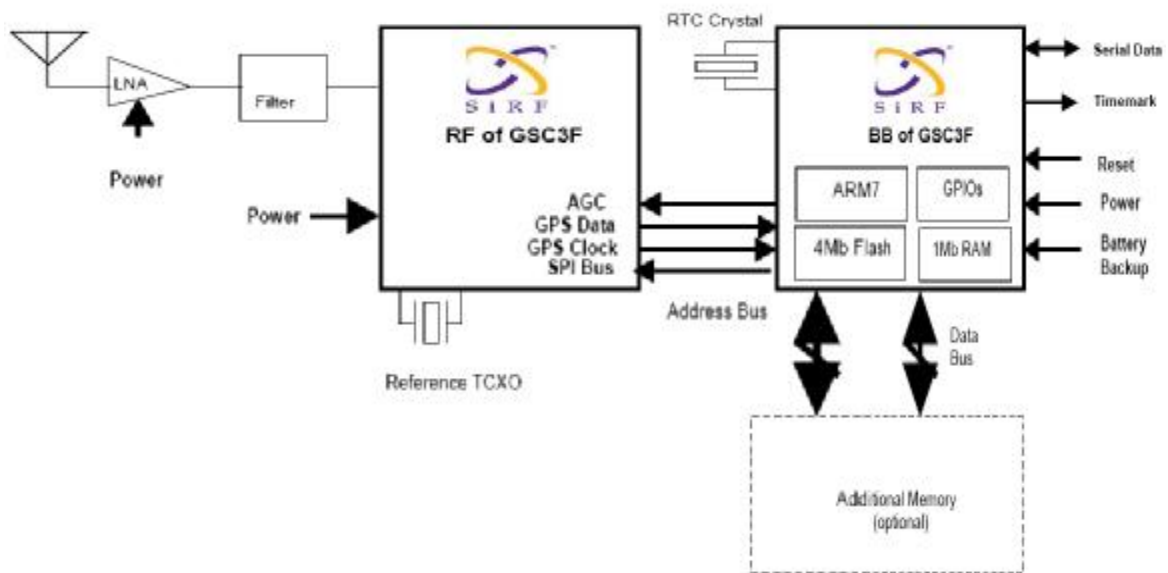 RTC Crystal
LNA
Filter
Power
SiRF
RF of GSC3F
Power
AGC
GPS Data
GPS Clock
SPI Bus
Reference TCXO
SiRF
BB of GSC3F
ARM7
GPIOs
4Mb Flash
1Mb RAM
Serial Data
Timemark
Reset
Power
Battery
Backup
Address Bus
Data
Bus
Additional Memory
(optional)